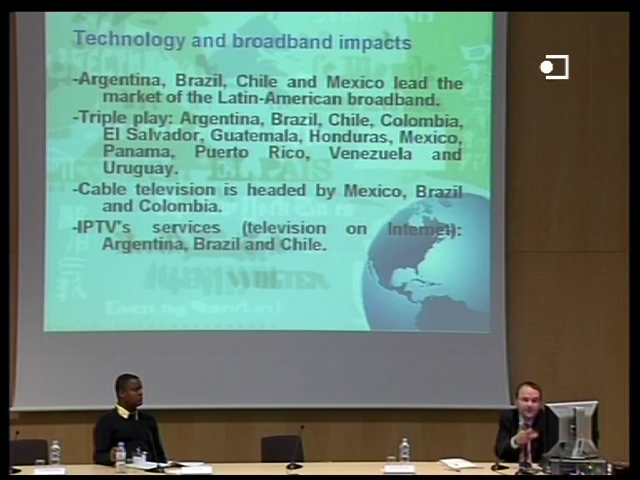 Technology and broadband impacts
-Argentina, Brazil, Chile and Mexico lead the
market of the Latin-American broadband.
-Triple play: Argentina, Brazil, Chile, Colombia,
El Salvador, Guatemala, Honduras, Mexico,
Panama, Puerto Rico, Venezuela and
Uruguay.
-Cable television is headed by Mexico, Brazil
and Colombia.
-IPTV's services (television on Internet):
Argentina, Brazil and Chile.